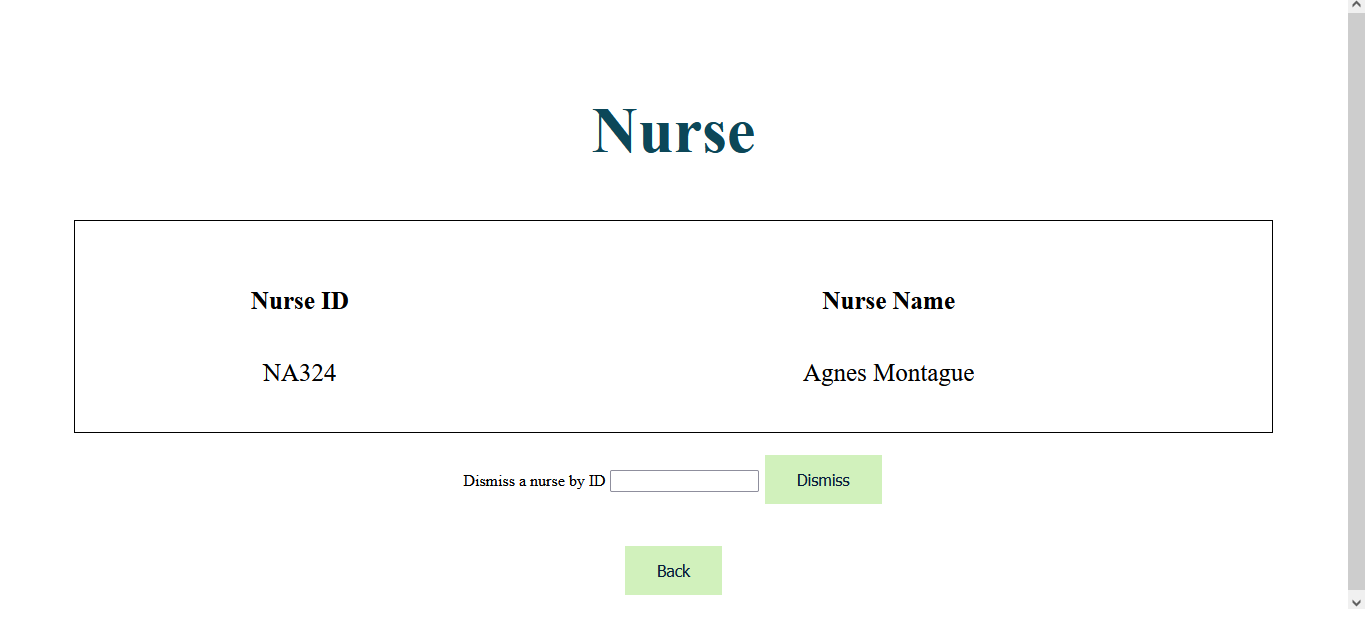 Nurse
Nurse ID Nurse Name
NA324 Agnes Montague
Dismiss a nurse by ID Dismiss
Back